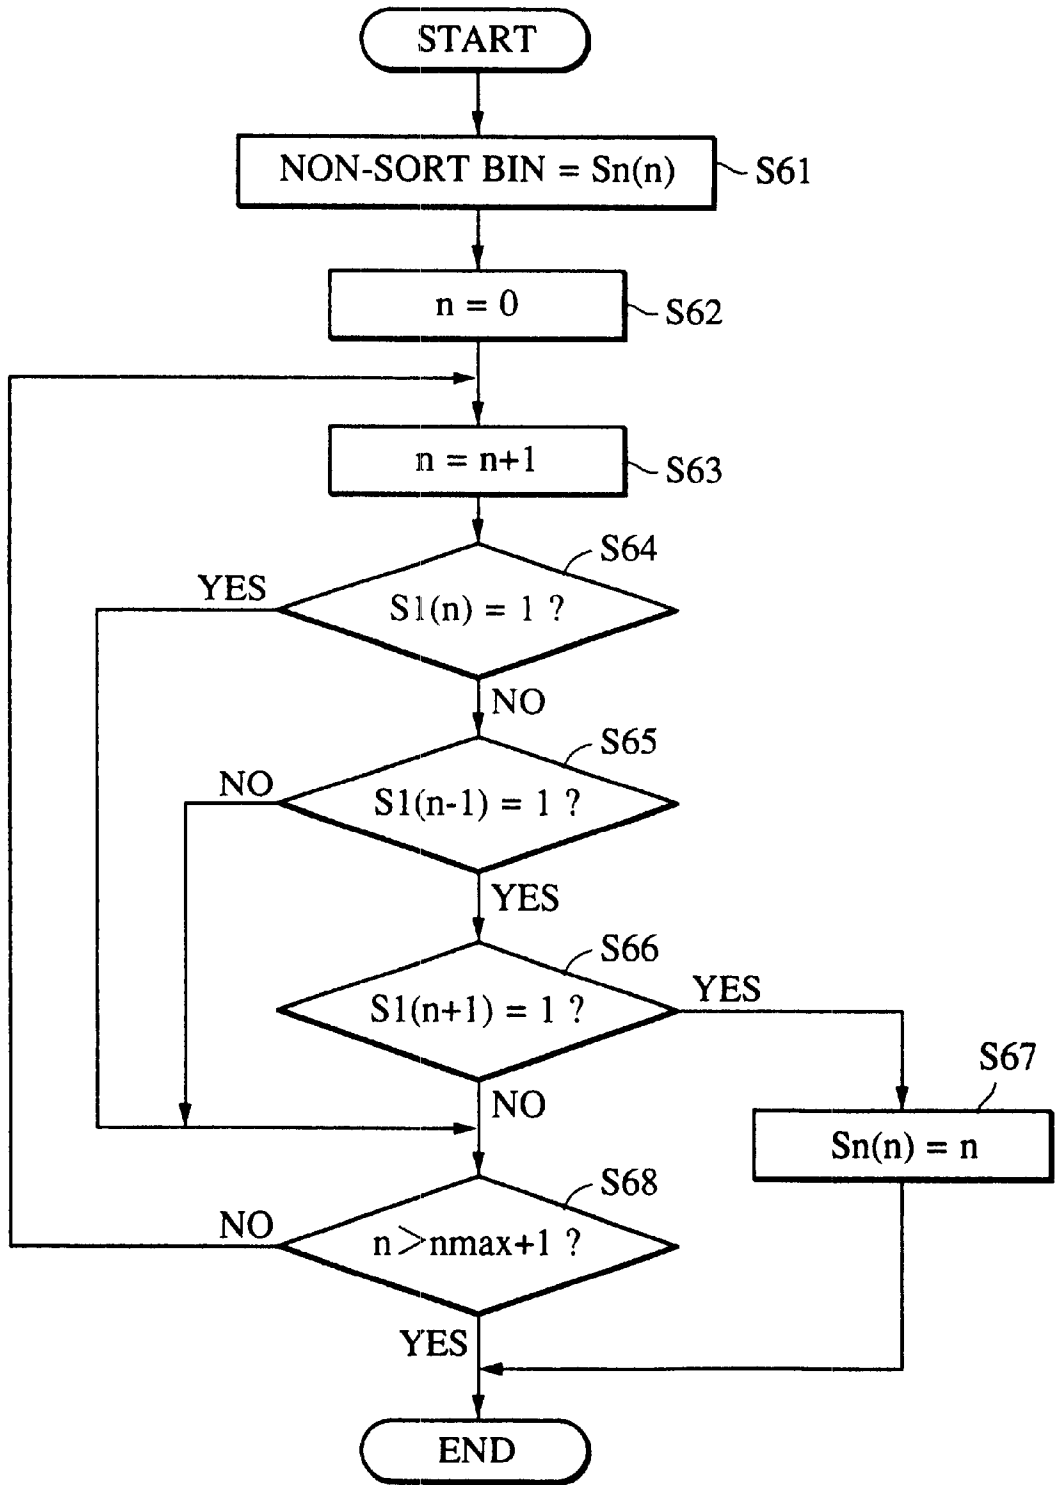 START
NON-SORT BIN = Sn(n)
S61
n = 0
S62
n = n+1
S63
S64
YES
S1(n) = 1 ?
NO
S65
NO
S1(n-1) = 1 ?
YES
S66
YES
S1(n+1) = 1 ?
S67
NO
Sn(n) = n
S68
NO
n>nmax+1 ?
YES
END